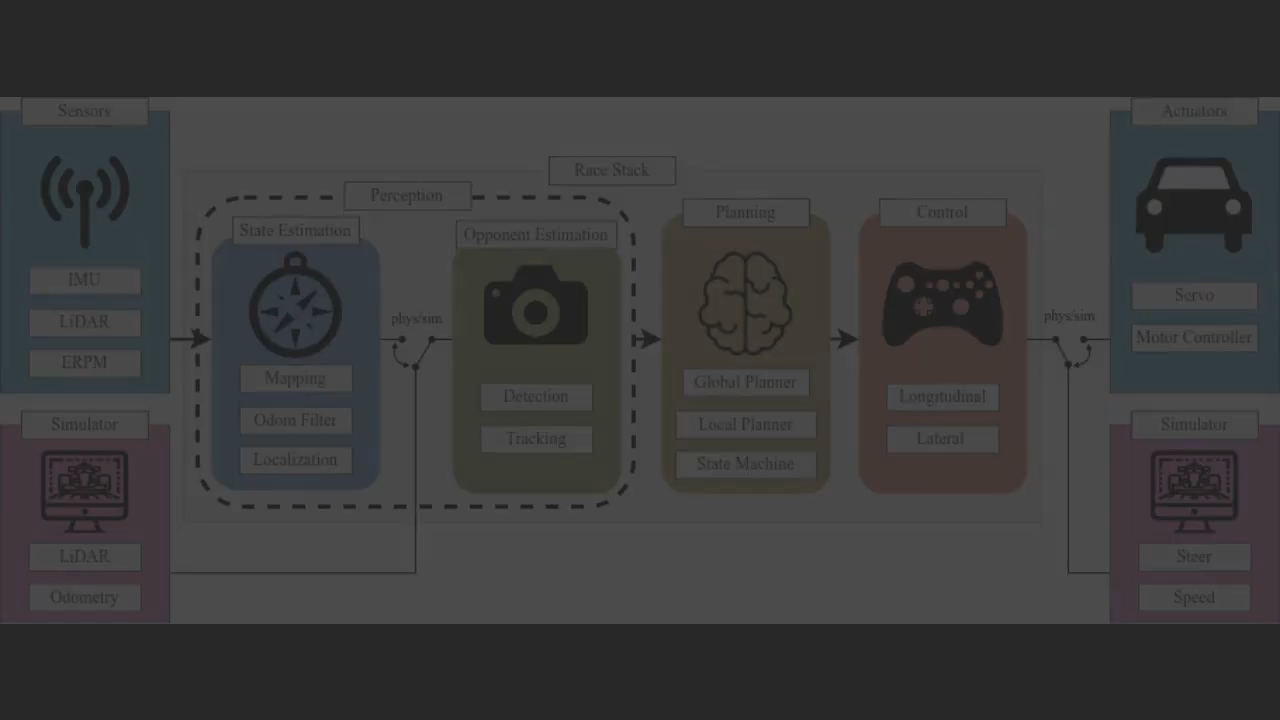 Sensors
IMU
LiDAR
ERPM
Simulator
LiDAR
Odometry
Race Stack
Perception
State Estimation
Mapping
Odom Filter
Localization
phys/sim
Opponent Estimation
Detection
Tracking
Planning
Global Planner
Local Planner
State Machine
Control
Longitudinal
Lateral
phys/sim
Actuators
Servo
Motor Controller
Simulator
Steer
Speed